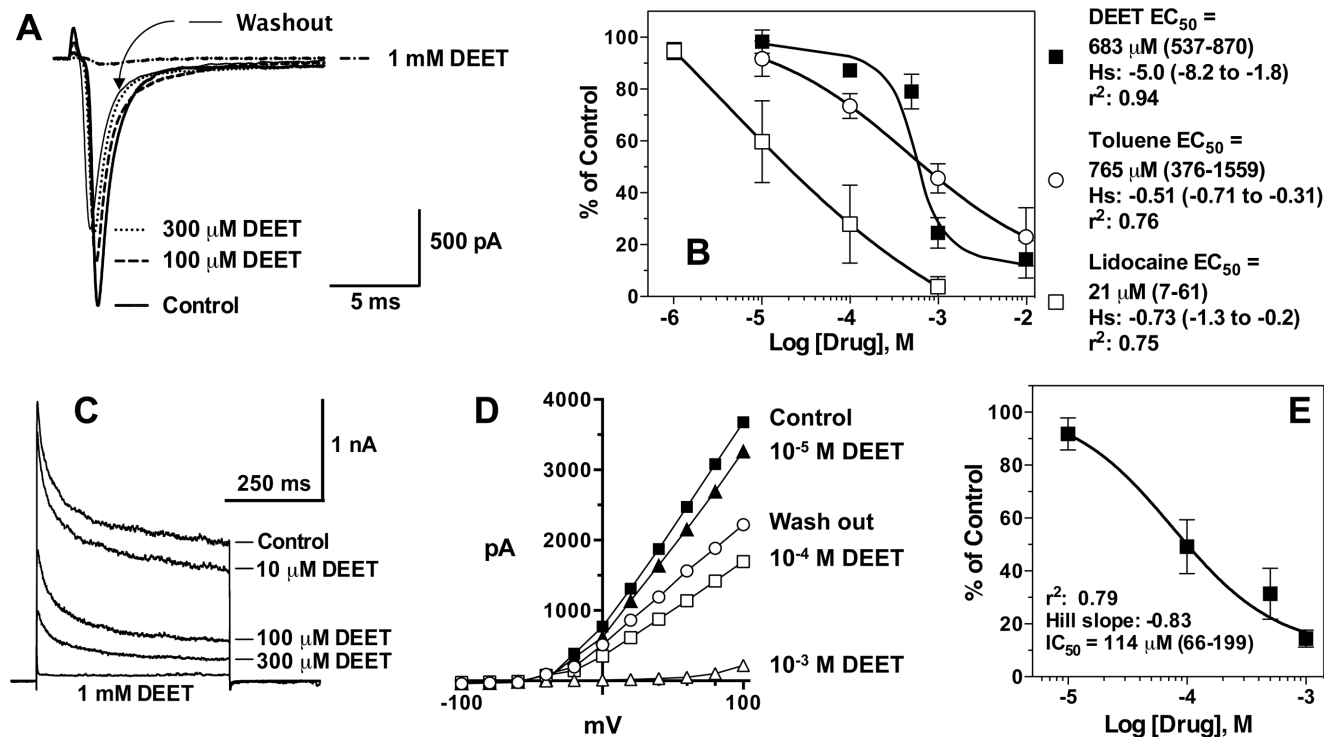 A
Washout
1 mM DEET
300 μM DEET
100 μM DEET
Control
500 pA
5 ms
B
% of Control
100
80
60
40
20
0
-6
-5
-4
-3
-2
Log [Drug], M
DEET EC50 =
683 μM (537-870)
Hs: -5.0 (-8.2 to -1.8)
r²: 0.94
Toluene EC50 =
765 μM (376-1559)
Hs: -0.51 (-0.71 to -0.31)
r²: 0.76
Lidocaine EC50 =
21 μM (7-61)
Hs: -0.73 (-1.3 to -0.2)
r²: 0.75
C
1 nA
250 ms
Control
10 μM DEET
100 μM DEET
300 μM DEET
1 mM DEET
D
pA
4000
3000
2000
1000
-100
0
100
mV
Control
10⁻⁵ M DEET
Wash out
10⁻⁴ M DEET
10⁻³ M DEET
E
% of Control
100
80
60
40
20
0
r²: 0.79
Hill slope: -0.83
IC50 = 114 μM (66-199)
-5
-4
-3
Log [Drug], M